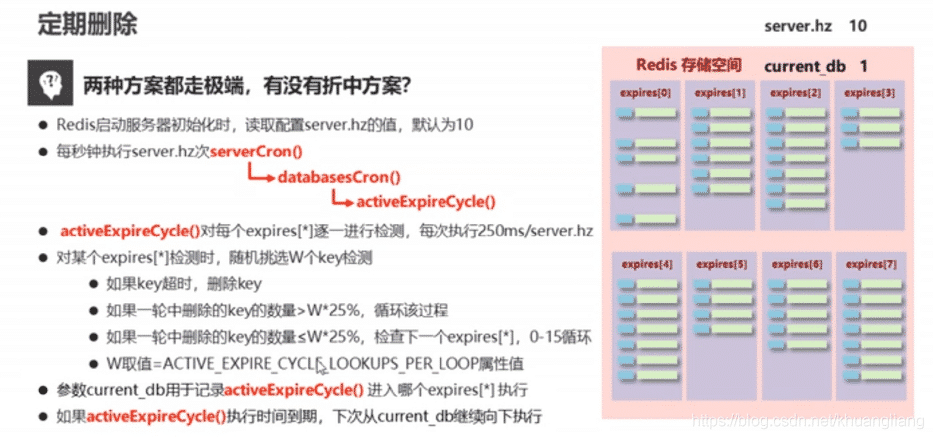 定期删除
server.hz 10
两种方案都走极端，有没有折中方案？
● Redis启动服务器初始化时，读取配置server.hz的值，默认为10
● 每秒钟执行server.hz次serverCron()
databasesCron()
activeExpireCycle()
● activeExpireCycle()对每个expires[*]逐一进行检测，每次执行250ms/server.hz
● 对某个expires[*]检测时，随机挑选W个key检测
● 如果key超时，删除key
● 如果一轮中删除的key的数量>W*25%，循环该过程
● 如果一轮中删除的key的数量≤W*25%，检查下一个expires[*]，0-15循环
● W取值=ACTIVE_EXPIRE_CYCLE_LOOKUPS_PER_LOOP属性值
● 参数current_db用于记录activeExpireCycle() 进入哪个expires[*] 执行
● 如果activeExpireCycle()执行时间到期，下次从current_db继续向下执行
Redis 存储空间 current_db 1
expires[0] expires[1] expires[2] expires[3]
expires[4] expires[5] expires[6] expires[7]
https://blog.csdn.net/khuangliang